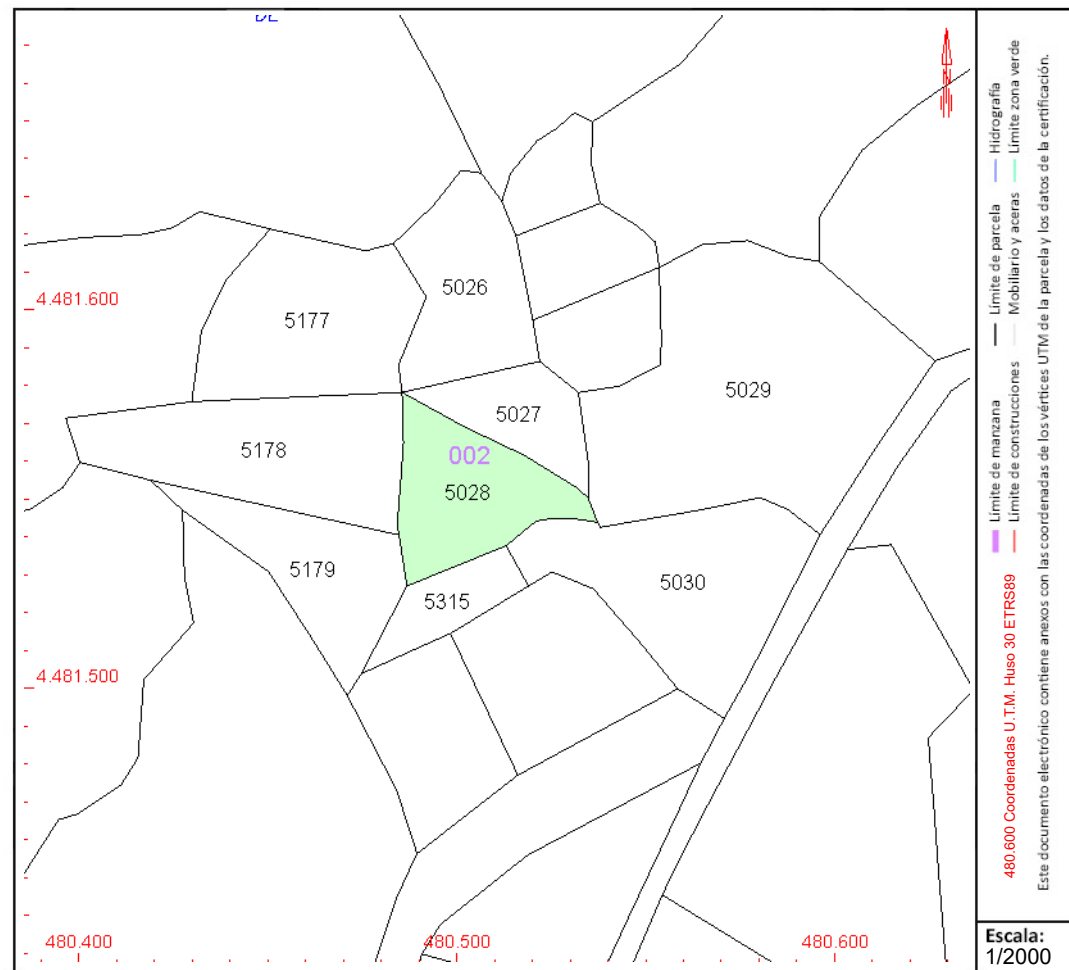 5026
4.481.600
5177
5029
5027
5178
002
5028
5179
5030
5315
4.481.500
480.400
480.500
480.600
Límite de manzana
Límite de parcela
Hidrografía
Límite de construcciones
Mobiliario y aceras
Límite zona verde
480.600 Coordenadas U.T.M. Huso 30 ETRS89
Este documento electrónico contiene anexos con las coordenadas de los vértices UTM de la parcela y los datos de la certificación.
Escala:
1/2000